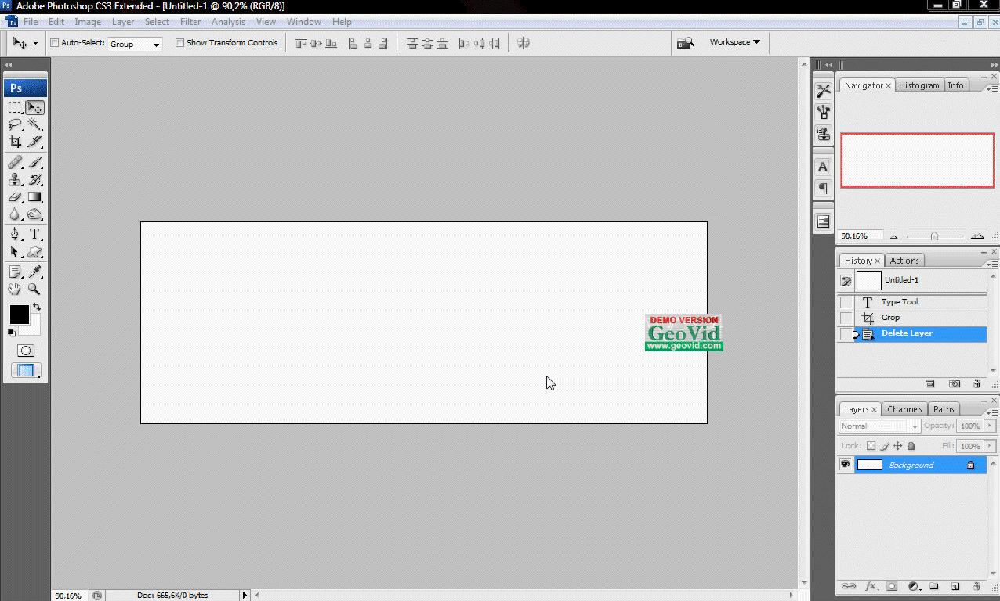 Adobe Photoshop CS3 Extended - [Untitled-1 @ 90,2% (RGB/8)]
File Edit Image Layer Select Filter Analysis View Window Help
Auto-Select: Group Show Transform Controls Br Workspace
Ps
Navigator Histogram Info
90.16%
History Actions
Untitled-1
Type Tool
Crop
Delete Layer
DEMO VERSION
GeoVid
www.geovid.com
Layers Channels Paths
Normal Opacity: 100%
Lock: Fill: 100%
Background
90,16% Doc: 665,6K/0 bytes